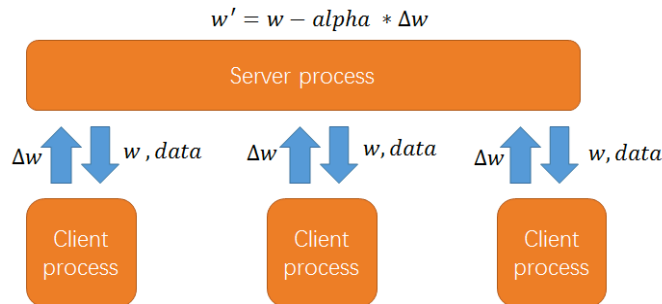 w′ = w − alpha ∗ Δw
Server process
Δw w , data Δw w, data Δw w, data
Client process Client process Client process